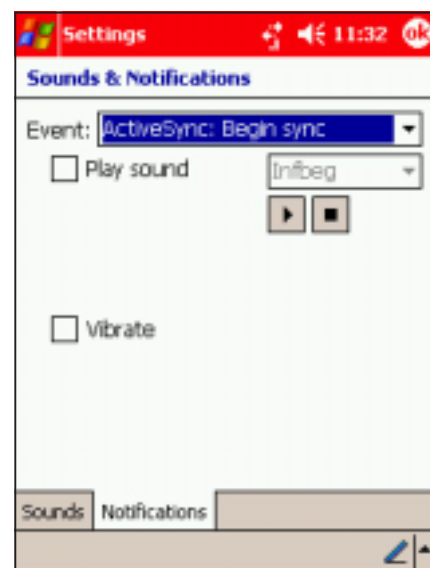 Settings 11:32 ok
Sounds & Notifications
Event: ActiveSync: Begin sync
Play sound Infbeg
Vibrate
Sounds Notifications